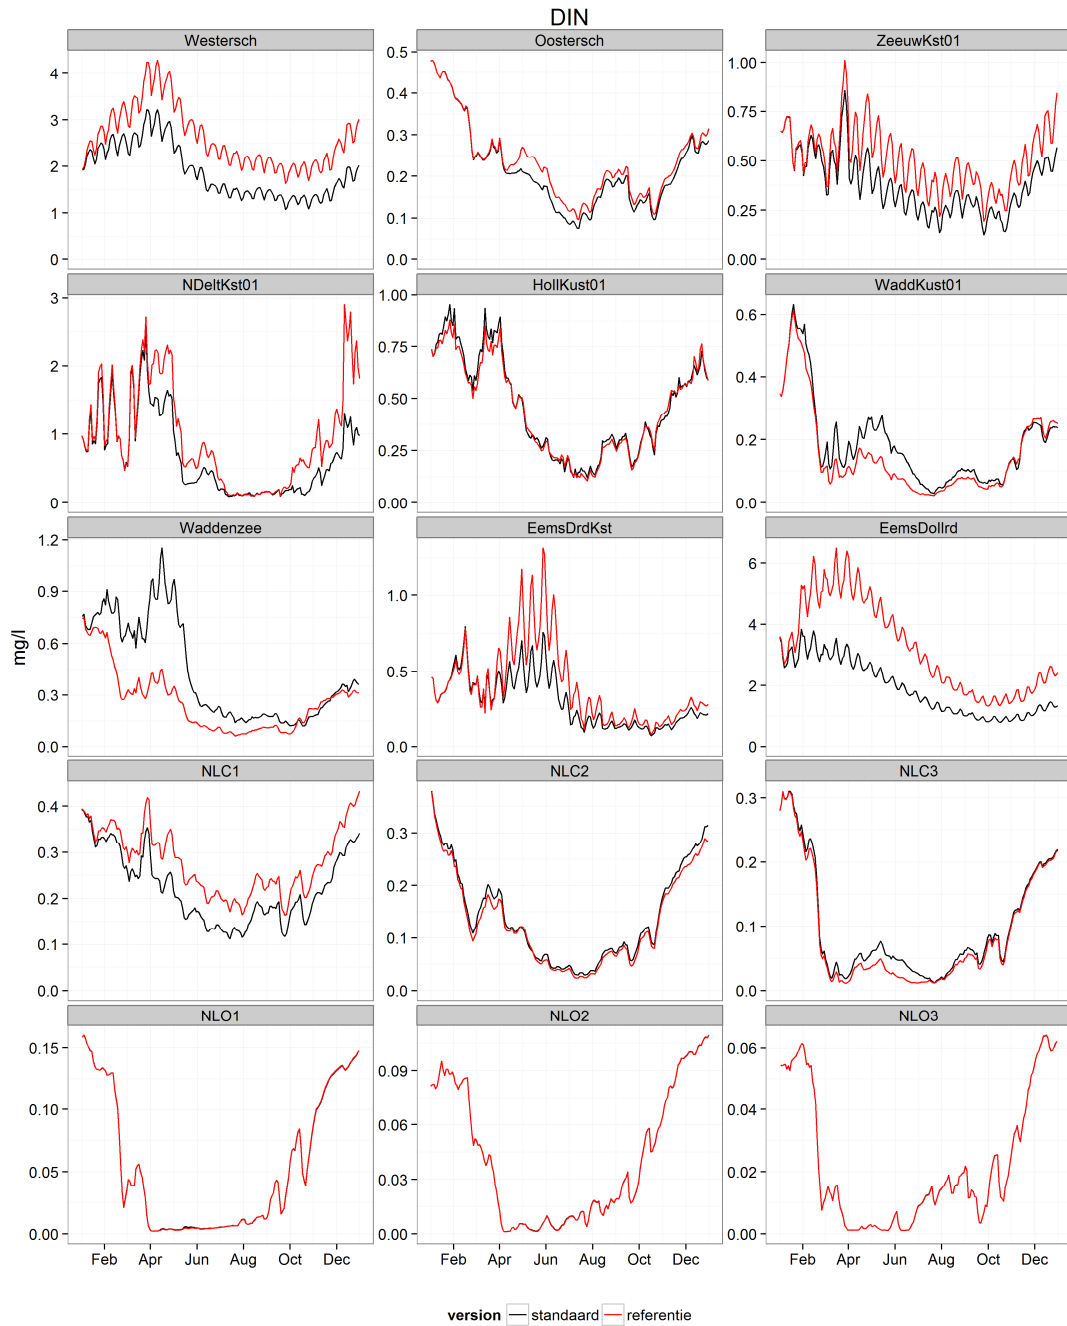 DIN
Westersch Oostersch ZeeuwKst01
4 3 2 1 0
0.5 0.4 0.3 0.2 0.1 0.0
1.00 0.75 0.50 0.25 0.00
NDeltKst01 HollKust01 WaddKust01
3 2 1 0
1.00 0.75 0.50 0.25 0.00
0.6 0.4 0.2 0.0
Waddenzee EemsDrdKst EemsDollrd
1.2 0.9 0.6 0.3 0.0
1.0 0.5 0.0
6 4 2 0
mg/l
NLC1 NLC2 NLC3
0.4 0.3 0.2 0.1 0.0
0.3 0.2 0.1 0.0
0.3 0.2 0.1 0.0
NLO1 NLO2 NLO3
0.15 0.10 0.05 0.00
0.09 0.06 0.03 0.00
0.06 0.04 0.02 0.00
Feb Apr Jun Aug Oct Dec Feb Apr Jun Aug Oct Dec Feb Apr Jun Aug Oct Dec
version standaard referentie